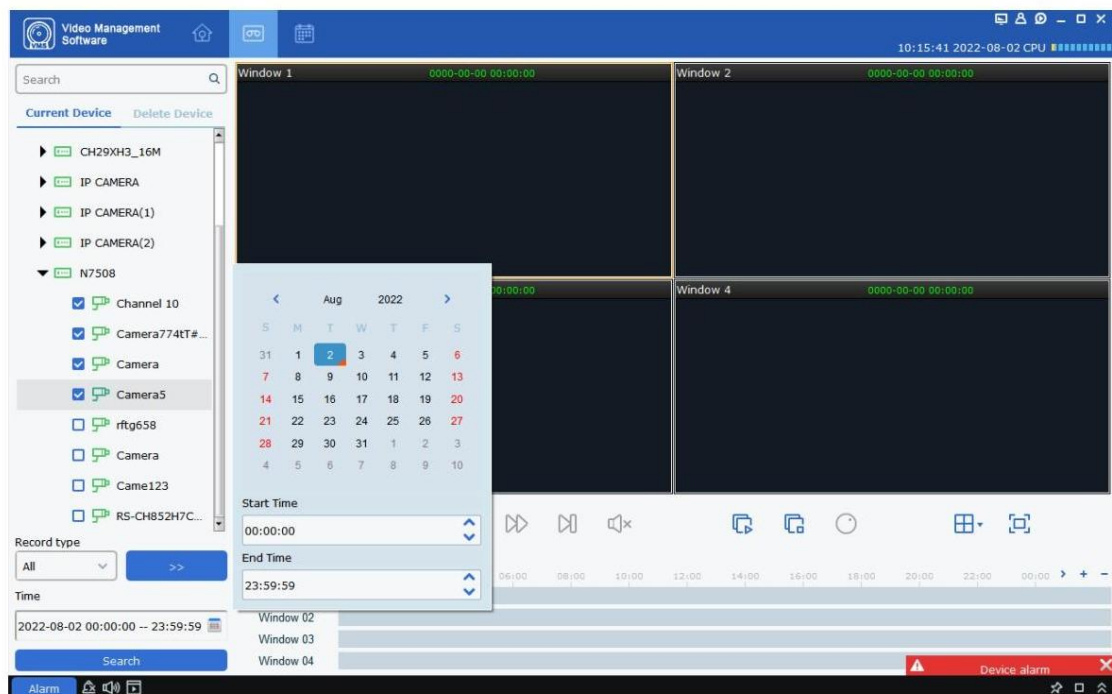 Video Management
Software
10:15:41 2022-08-02 CPU
Search
Current Device Delete Device
CH29XH3_16M
IP CAMERA
IP CAMERA(1)
IP CAMERA(2)
N7508
Channel 10
Camera774tT#...
Camera
Camera5
rftg658
Camera
Came123
RS-CH852H7C...
Record type
All >>
Time
2022-08-02 00:00:00 -- 23:59:59
Search
Window 1 0000-00-00 00:00:00
Window 2 0000-00-00 00:00:00
00:00:00
Window 4 0000-00-00 00:00:00
< Aug 2022 >
S M T W T F S
31 1 2 3 4 5 6
7 8 9 10 11 12 13
14 15 16 17 18 19 20
21 22 23 24 25 26 27
28 29 30 31 1 2 3
4 5 6 7 8 9 10
Start Time
00:00:00
End Time
23:59:59
06:00 08:00 10:00 12:00 14:00 16:00 18:00 20:00 22:00 00:00 > + -
Window 02
Window 03
Window 04
Device alarm
Alarm